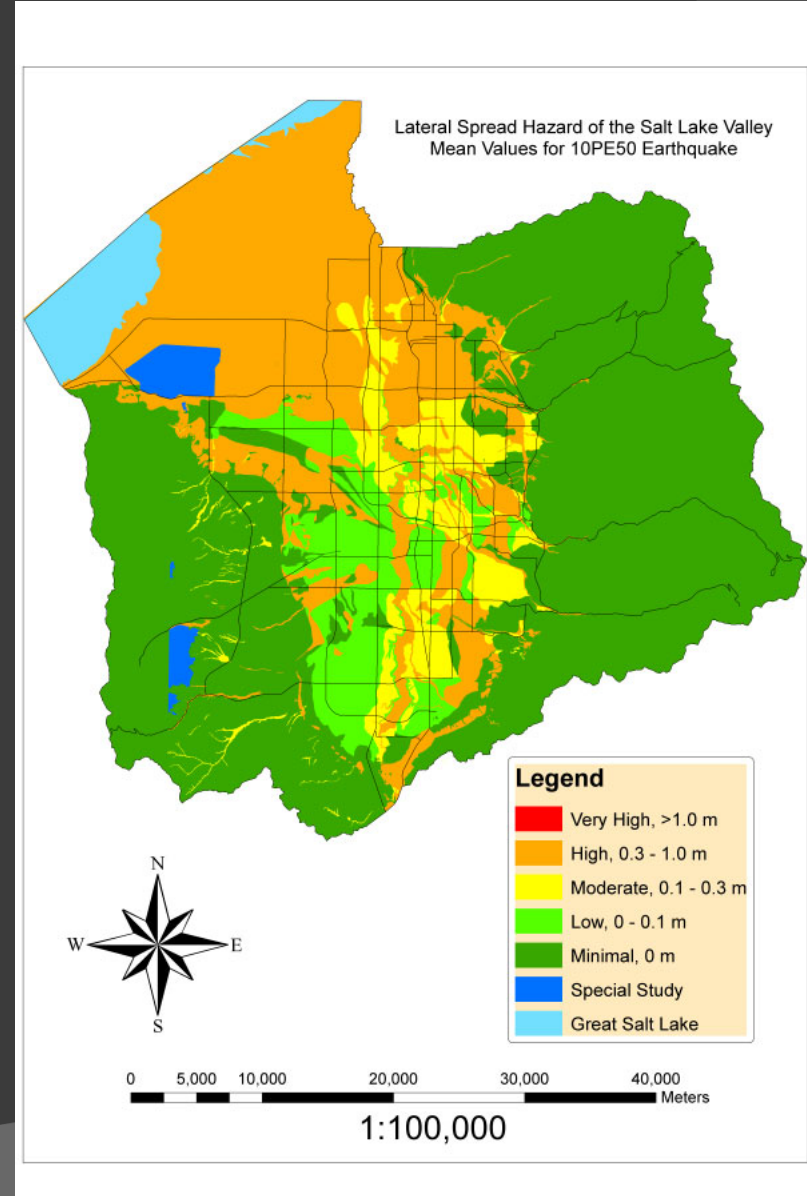 Lateral Spread Hazard of the Salt Lake Valley
Mean Values for 10PE50 Earthquake
Legend
Very High, >1.0 m
High, 0.3 - 1.0 m
Moderate, 0.1 - 0.3 m
Low, 0 - 0.1 m
Minimal, 0 m
Special Study
Great Salt Lake
N
W E
S
0 5,000 10,000 20,000 30,000 40,000
Meters
1:100,000